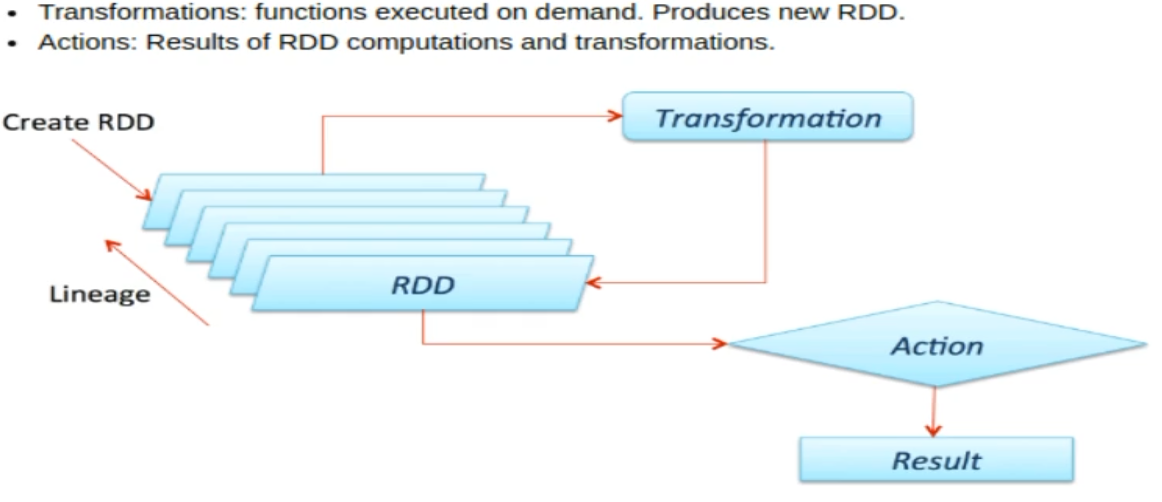 • Transformations: functions executed on demand. Produces new RDD.
• Actions: Results of RDD computations and transformations.
Create RDD
Transformation
Lineage
RDD
Action
Result